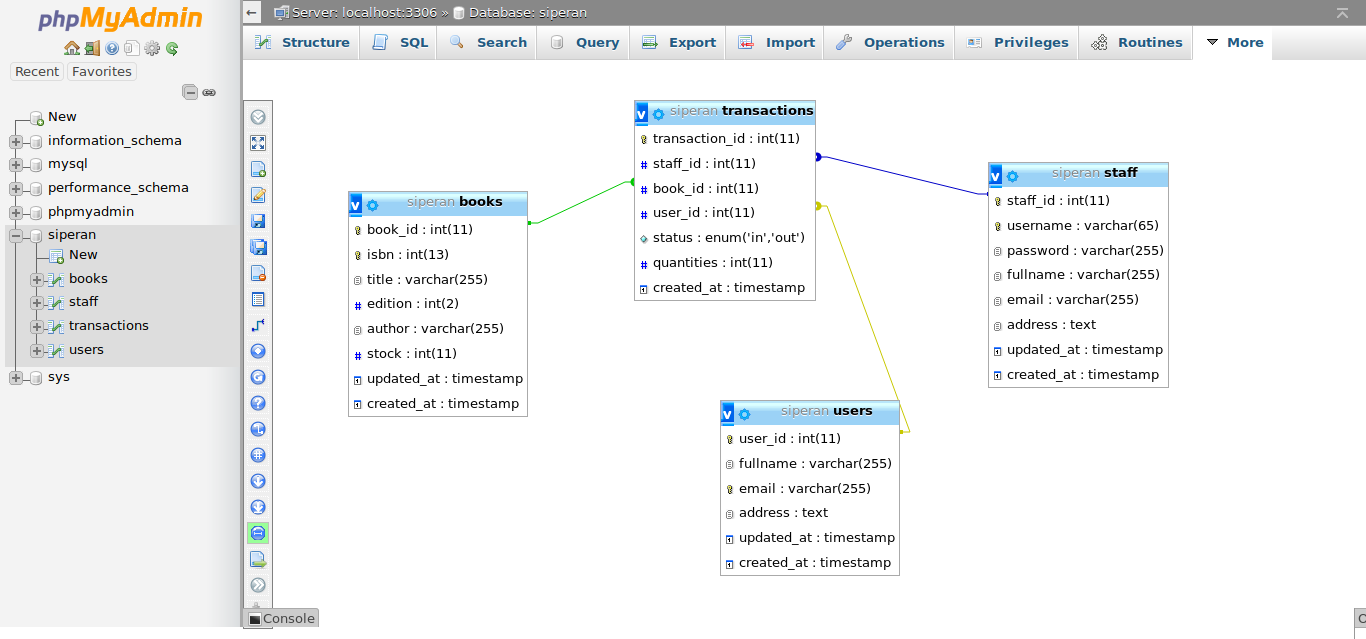 phpMyAdmin
Recent Favorites
New
information_schema
mysql
performance_schema
phpmyadmin
siperan
New
books
staff
transactions
users
sys
Server: localhost:3306 » Database: siperan
Structure SQL Search Query Export Import Operations Privileges Routines More
siperan books
book_id : int(11)
isbn : int(13)
title : varchar(255)
edition : int(2)
author : varchar(255)
stock : int(11)
updated_at : timestamp
created_at : timestamp
siperan transactions
transaction_id : int(11)
staff_id : int(11)
book_id : int(11)
user_id : int(11)
status : enum('in','out')
quantities : int(11)
created_at : timestamp
siperan staff
staff_id : int(11)
username : varchar(65)
password : varchar(255)
fullname : varchar(255)
email : varchar(255)
address : text
updated_at : timestamp
created_at : timestamp
siperan users
user_id : int(11)
fullname : varchar(255)
email : varchar(255)
address : text
updated_at : timestamp
created_at : timestamp
Console